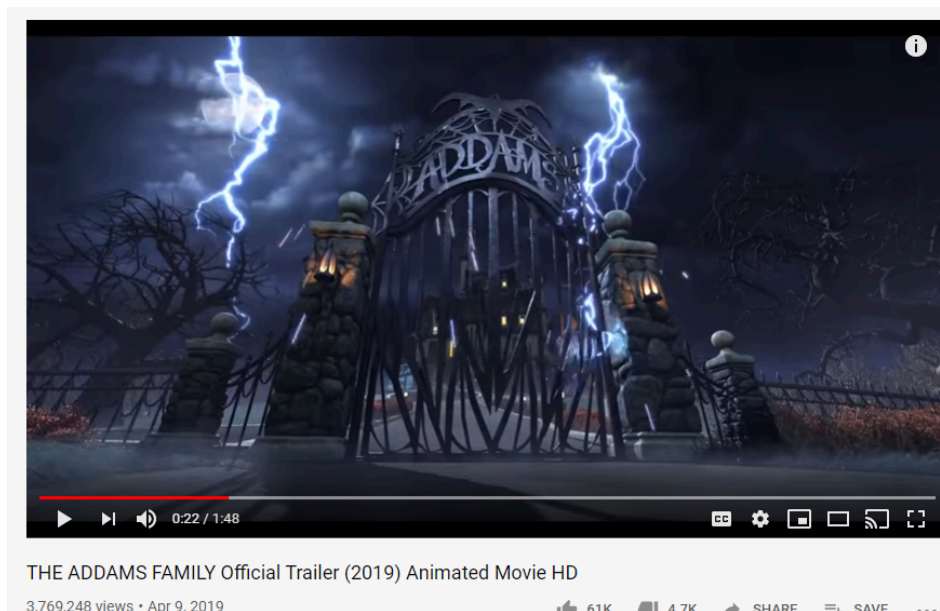 ADDAMS
0:22 / 1:48
CC
THE ADDAMS FAMILY Official Trailer (2019) Animated Movie HD
3,769,248 views • Apr 9, 2019 61K 4.7K SHARE SAVE